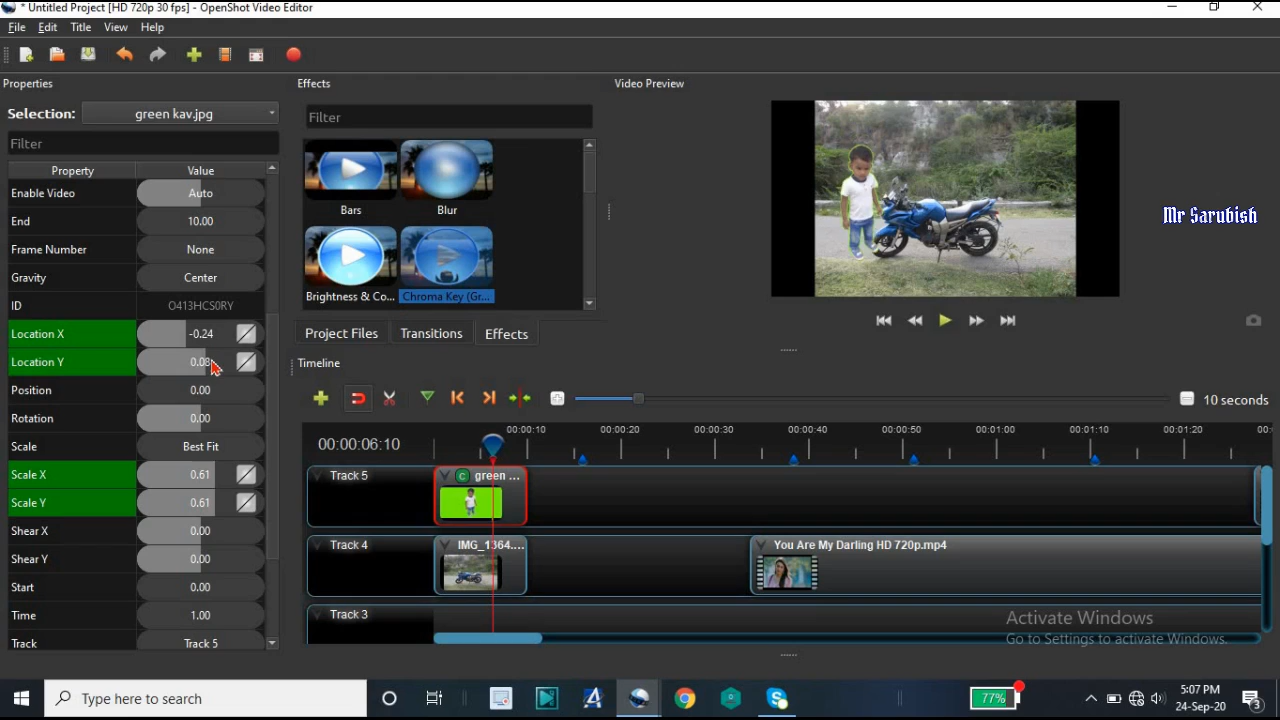 * Untitled Project [HD 720p 30 fps] - OpenShot Video Editor
File Edit Title View Help
Properties
Effects
Video Preview
Selection: green kav.jpg
Filter
Filter
Property Value
Enable Video Auto
End 10.00
Frame Number None
Gravity Center
ID O413HCS0RY
Location X -0.24
Location Y 0.08
Position 0.00
Rotation 0.00
Scale Best Fit
Scale X 0.61
Scale Y 0.61
Shear X 0.00
Shear Y 0.00
Start 0.00
Time 1.00
Track Track 5
Bars
Blur
Brightness & Co...
Chroma Key (Gr...
Mr Sarubish
Project Files Transitions Effects
Timeline
10 seconds
00:00:06:10
00:00:10 00:00:20 00:00:30 00:00:40 00:00:50 00:01:00 00:01:10 00:01:20
Track 5
green ...
Track 4
IMG_1364....
You Are My Darling HD 720p.mp4
Track 3
Activate Windows
Go to Settings to activate Windows.
Type here to search
77%
5:07 PM
24-Sep-20
3